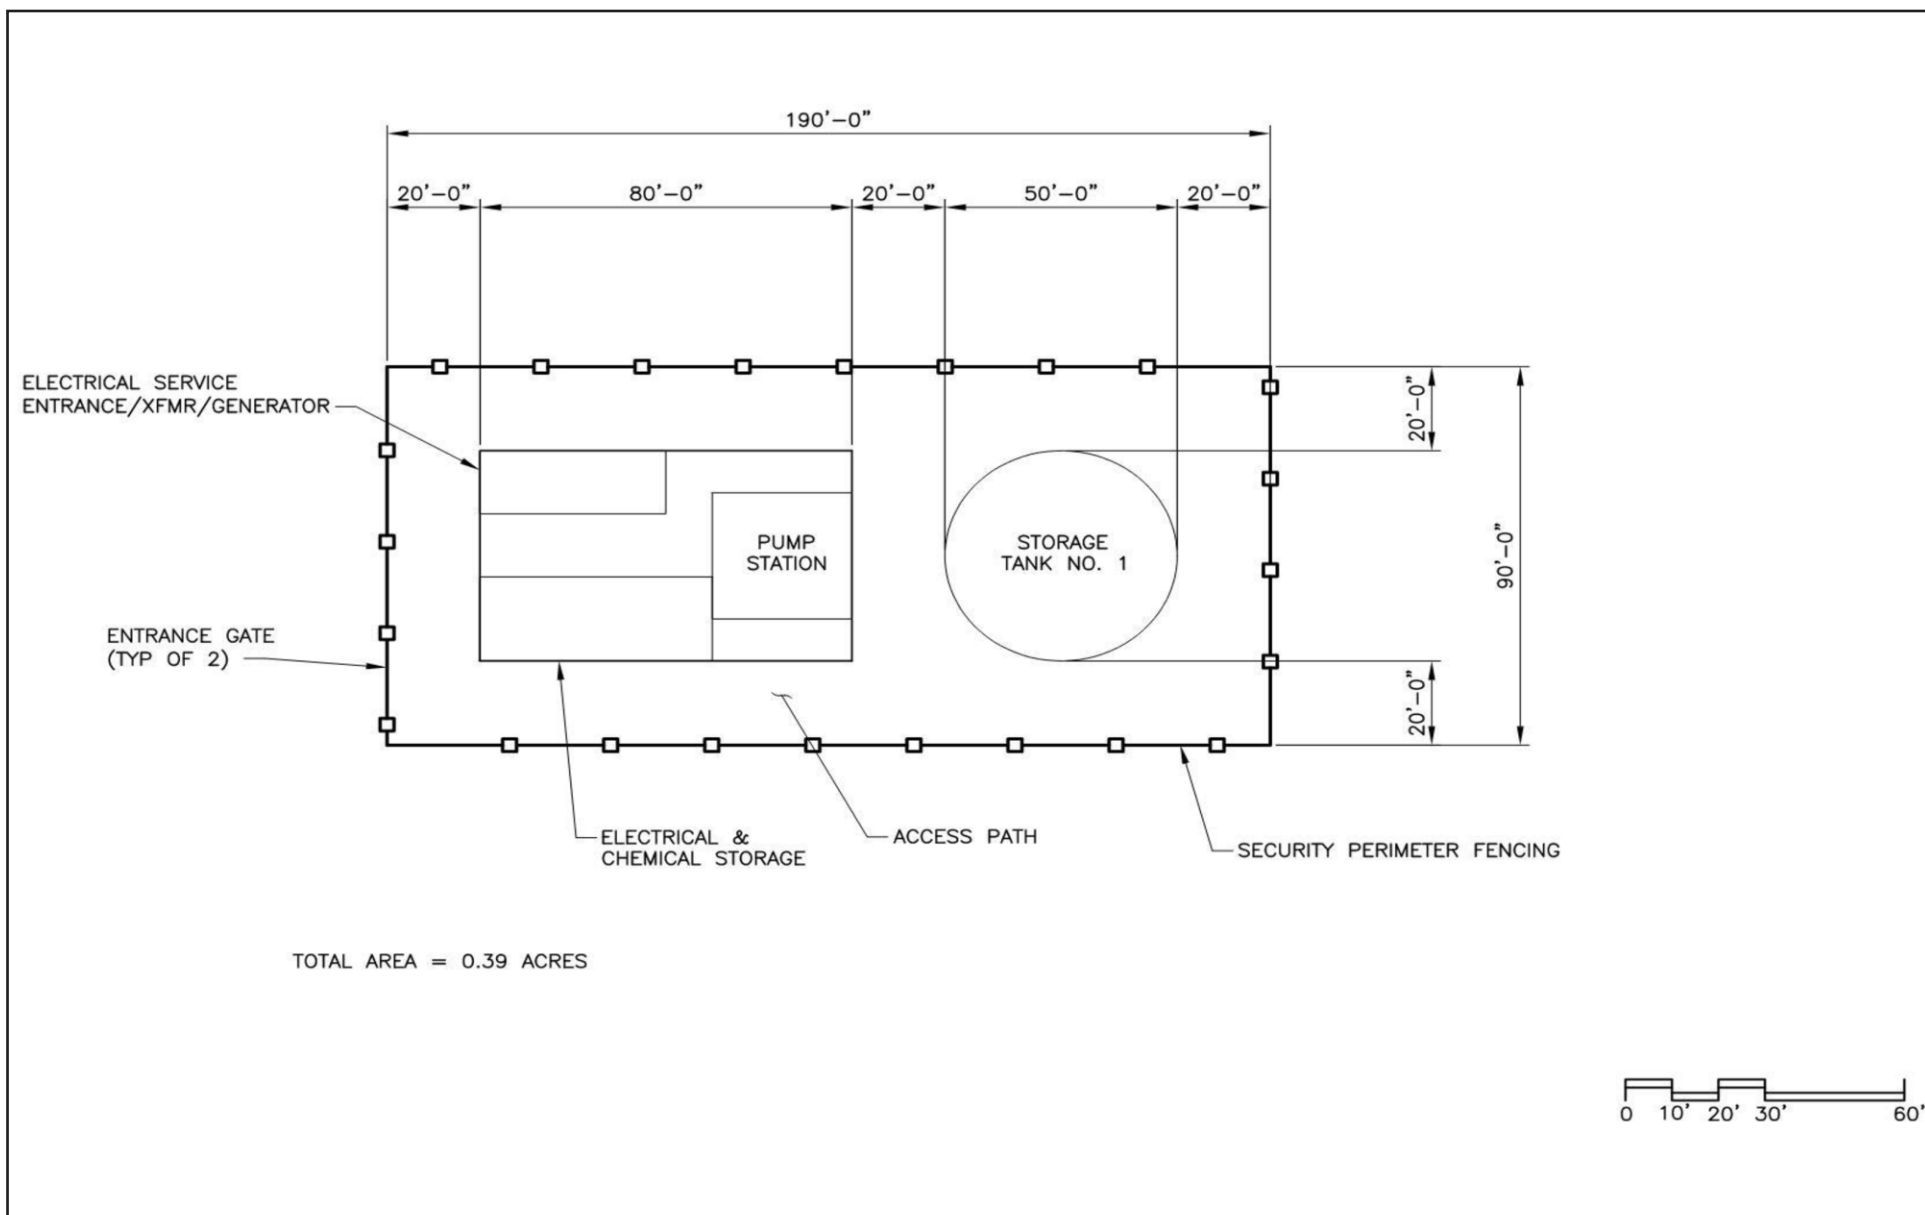 190'-0"
20'-0"
80'-0"
20'-0"
50'-0"
20'-0"
ELECTRICAL SERVICE
ENTRANCE/XFMR/GENERATOR
20'-0"
PUMP
STATION
STORAGE
TANK NO. 1
90'-0"
ENTRANCE GATE
(TYP OF 2)
20'-0"
ELECTRICAL &
CHEMICAL STORAGE
ACCESS PATH
SECURITY PERIMETER FENCING
TOTAL AREA = 0.39 ACRES
0 10' 20' 30' 60'